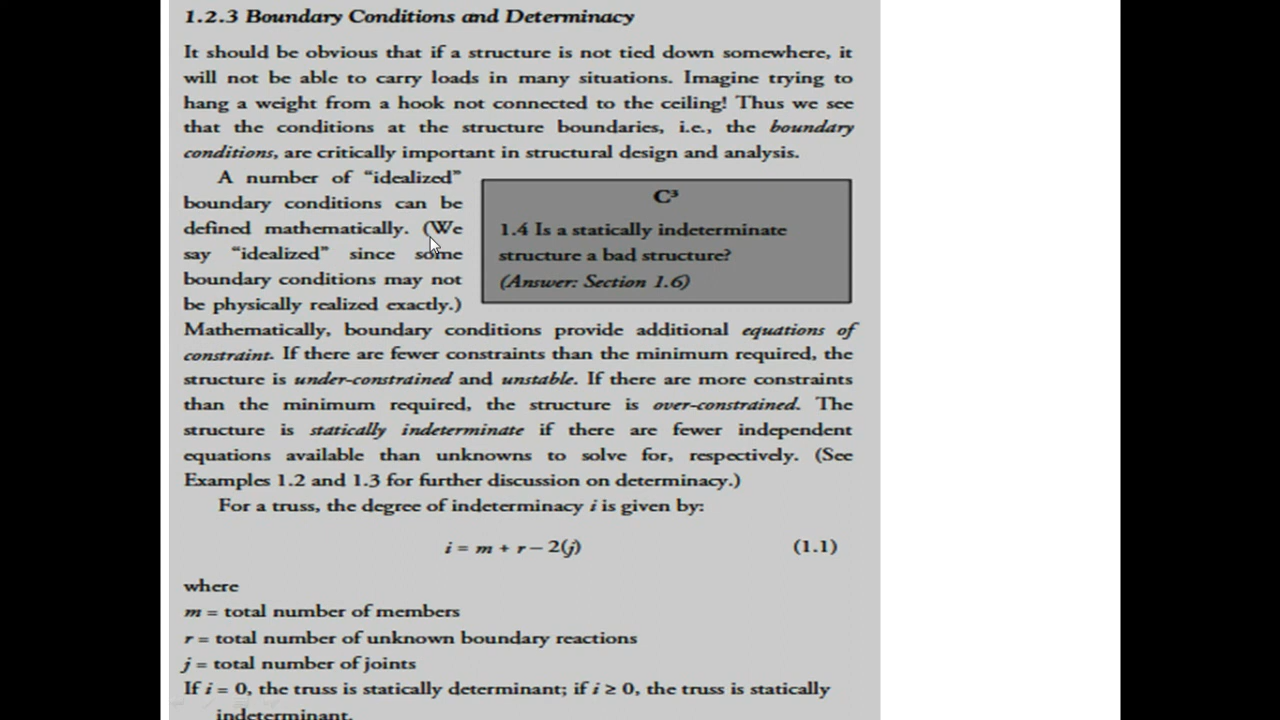 1.2.3 Boundary Conditions and Determinacy
It should be obvious that if a structure is not tied down somewhere, it
will not be able to carry loads in many situations. Imagine trying to
hang a weight from a hook not connected to the ceiling! Thus we see
that the conditions at the structure boundaries, i.e., the boundary
conditions, are critically important in structural design and analysis.
A number of “idealized”
boundary conditions can be
defined mathematically. (We
say “idealized” since some
boundary conditions may not
be physically realized exactly.)
C³
1.4 Is a statically indeterminate
structure a bad structure?
(Answer: Section 1.6)
Mathematically, boundary conditions provide additional equations of
constraint. If there are fewer constraints than the minimum required, the
structure is under-constrained and unstable. If there are more constraints
than the minimum required, the structure is over-constrained. The
structure is statically indeterminate if there are fewer independent
equations available than unknowns to solve for, respectively. (See
Examples 1.2 and 1.3 for further discussion on determinacy.)
For a truss, the degree of indeterminacy i is given by:
i = m + r – 2(j) (1.1)
where
m = total number of members
r = total number of unknown boundary reactions
j = total number of joints
If i = 0, the truss is statically determinant; if i ≥ 0, the truss is statically
indeterminant.